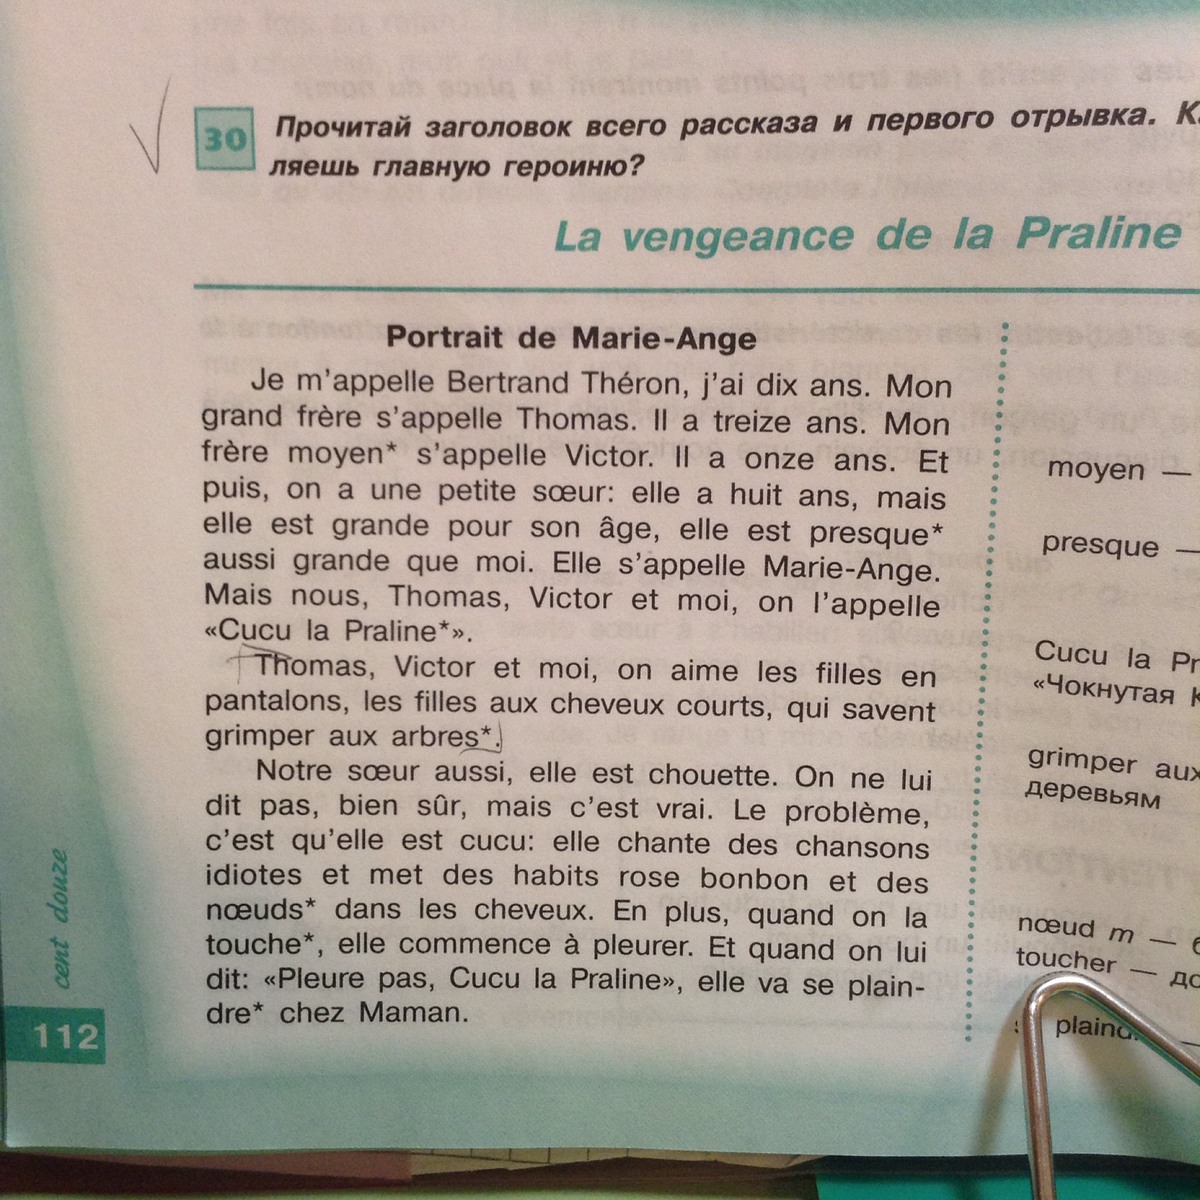 30 Прочитай заголовок всего рассказа и первого отрывка.
ляешь главную героиню?
La vengeance de la Praline
Portrait de Marie-Ange
Je m'appelle Bertrand Théron, j'ai dix ans. Mon
grand frère s'appelle Thomas. Il a treize ans. Mon
frère moyen* s'appelle Victor. Il a onze ans. Et
puis, on a une petite sœur: elle a huit ans, mais
elle est grande pour son âge, elle est presque*
aussi grande que moi. Elle s'appelle Marie-Ange.
Mais nous, Thomas, Victor et moi, on l'appelle
«Cucu la Praline*».
Thomas, Victor et moi, on aime les filles en
pantalons, les filles aux cheveux courts, qui savent
grimper aux arbres*.
Notre sœur aussi, elle est chouette. On ne lui
dit pas, bien sûr, mais c'est vrai. Le problème,
c'est qu'elle est cucu: elle chante des chansons
idiotes et met des habits rose bonbon et des
nœuds* dans les cheveux. En plus, quand on la
touche*, elle commence à pleurer. Et quand on lui
dit: «Pleure pas, Cucu la Praline», elle va se plain-
dre* chez Maman.
moyen —
presque —
Cucu la
«Чокнутая
grimper aux
деревьям
nœud m —
toucher —
cent douze
112